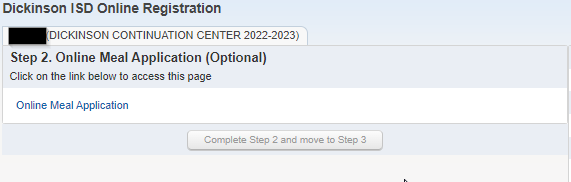 Dickinson ISD Online Registration
(DICKINSON CONTINUATION CENTER 2022-2023)
Step 2. Online Meal Application (Optional)
Click on the link below to access this page
Online Meal Application
Complete Step 2 and move to Step 3